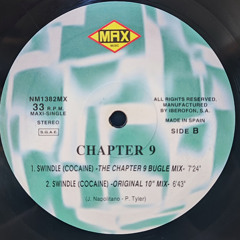 MAX
MUSIC
NM1382MX
33 R.P.M.
MAXI-SINGLE
S.G.A.E.
ALL RIGHTS RESERVED.
MANUFACTURED
BY IBEROFON, S.A.
MADE IN SPAIN
SIDE B
CHAPTER 9
1. SWINDLE (COCAINE) -THE CHAPTER 9 BUGLE MIX- 7'24"
2. SWINDLE (COCAINE) -ORIGINAL 10" MIX- 6'43"
(J. Napolitano - P. Tyler)